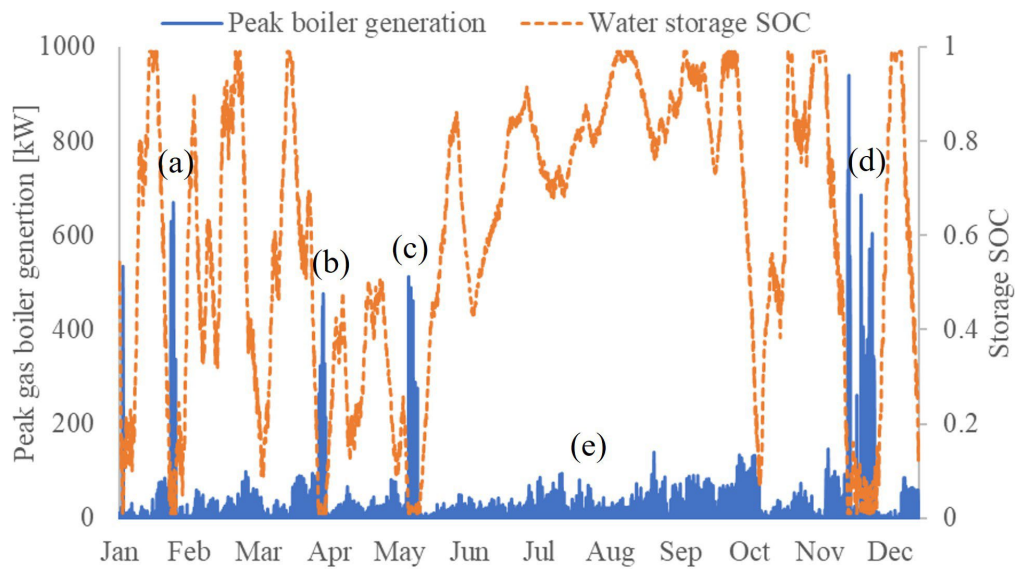 Peak boiler generation Water storage SOC
Peak gas boiler genertion [kW]
1000
800
600
400
200
0
(a)
(b)
(c)
(d)
(e)
1
0.8
0.6
0.4
0.2
0
Storage SOC
Jan Feb Mar Apr May Jun Jul Aug Sep Oct Nov Dec